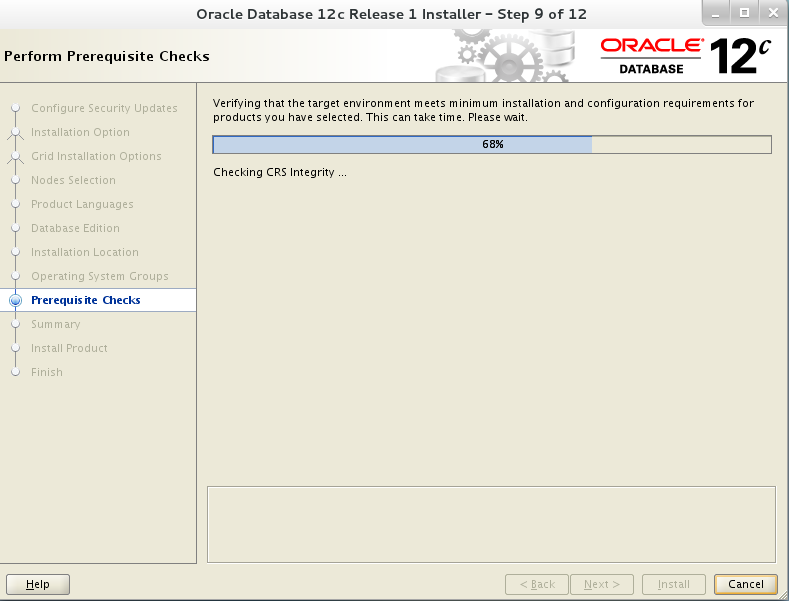 Oracle Database 12c Release 1 Installer - Step 9 of 12
Perform Prerequisite Checks
ORACLE
DATABASE
12c
Configure Security Updates
Installation Option
Grid Installation Options
Nodes Selection
Product Languages
Database Edition
Installation Location
Operating System Groups
Prerequisite Checks
Summary
Install Product
Finish
Verifying that the target environment meets minimum installation and configuration requirements for
products you have selected. This can take time. Please wait.
68%
Checking CRS Integrity ...
Help
< Back
Next >
Install
Cancel